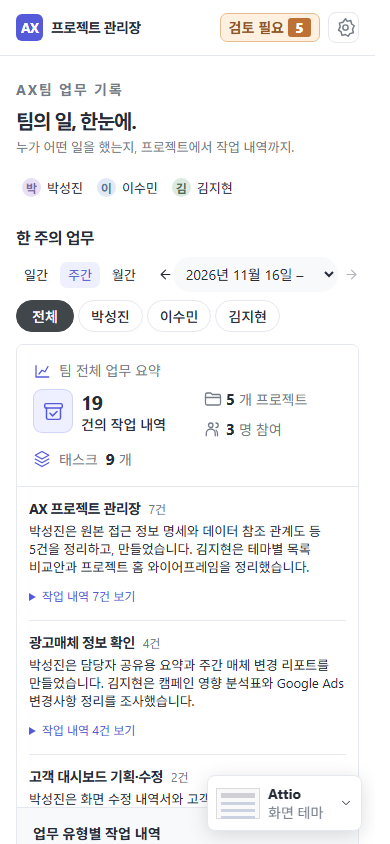 AX 프로젝트 관리장 검토 필요 5
AX팀 업무 기록
팀의 일, 한눈에.
누가 어떤 일을 했는지, 프로젝트에서 작업 내역까지.
박 박성진 이 이수민 김 김지현
한 주의 업무
일간 주간 월간 ← 2026년 11월 16일 – →
전체 박성진 이수민 김지현
팀 전체 업무 요약
19
건의 작업 내역
5 개 프로젝트
3 명 참여
태스크 9 개
AX 프로젝트 관리장 7건
박성진은 원본 접근 정보 명세와 데이터 참조 관계도 등
5건을 정리하고, 만들었습니다. 김지현은 테마별 목록
비교안과 프로젝트 홈 와이어프레임을 정리했습니다.
▶ 작업 내역 7건 보기
광고매체 정보 확인 4건
박성진은 담당자 공유용 요약과 주간 매체 변경 리포트를
만들었습니다. 김지현은 캠페인 영향 분석표와 Google Ads
변경사항 정리를 조사했습니다.
▶ 작업 내역 4건 보기
고객 대시보드 기획·수정 2건
박성진은 화면 수정 내역서와 고객
Attio
화면 테마
업무 유형별 작업 내역